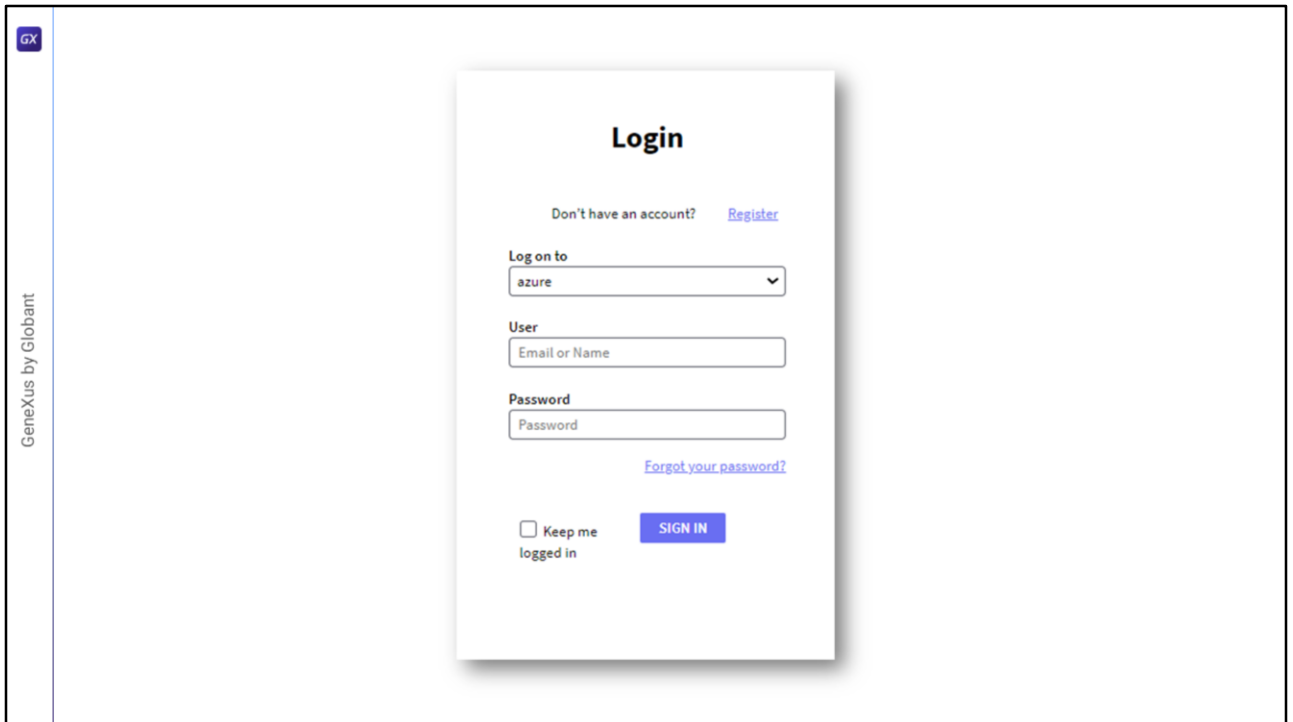 GX
GeneXus by Globant
Login
Don't have an account? Register
Log on to
azure
User
Email or Name
Password
Password
Forgot your password?
Keep me
logged in
SIGN IN